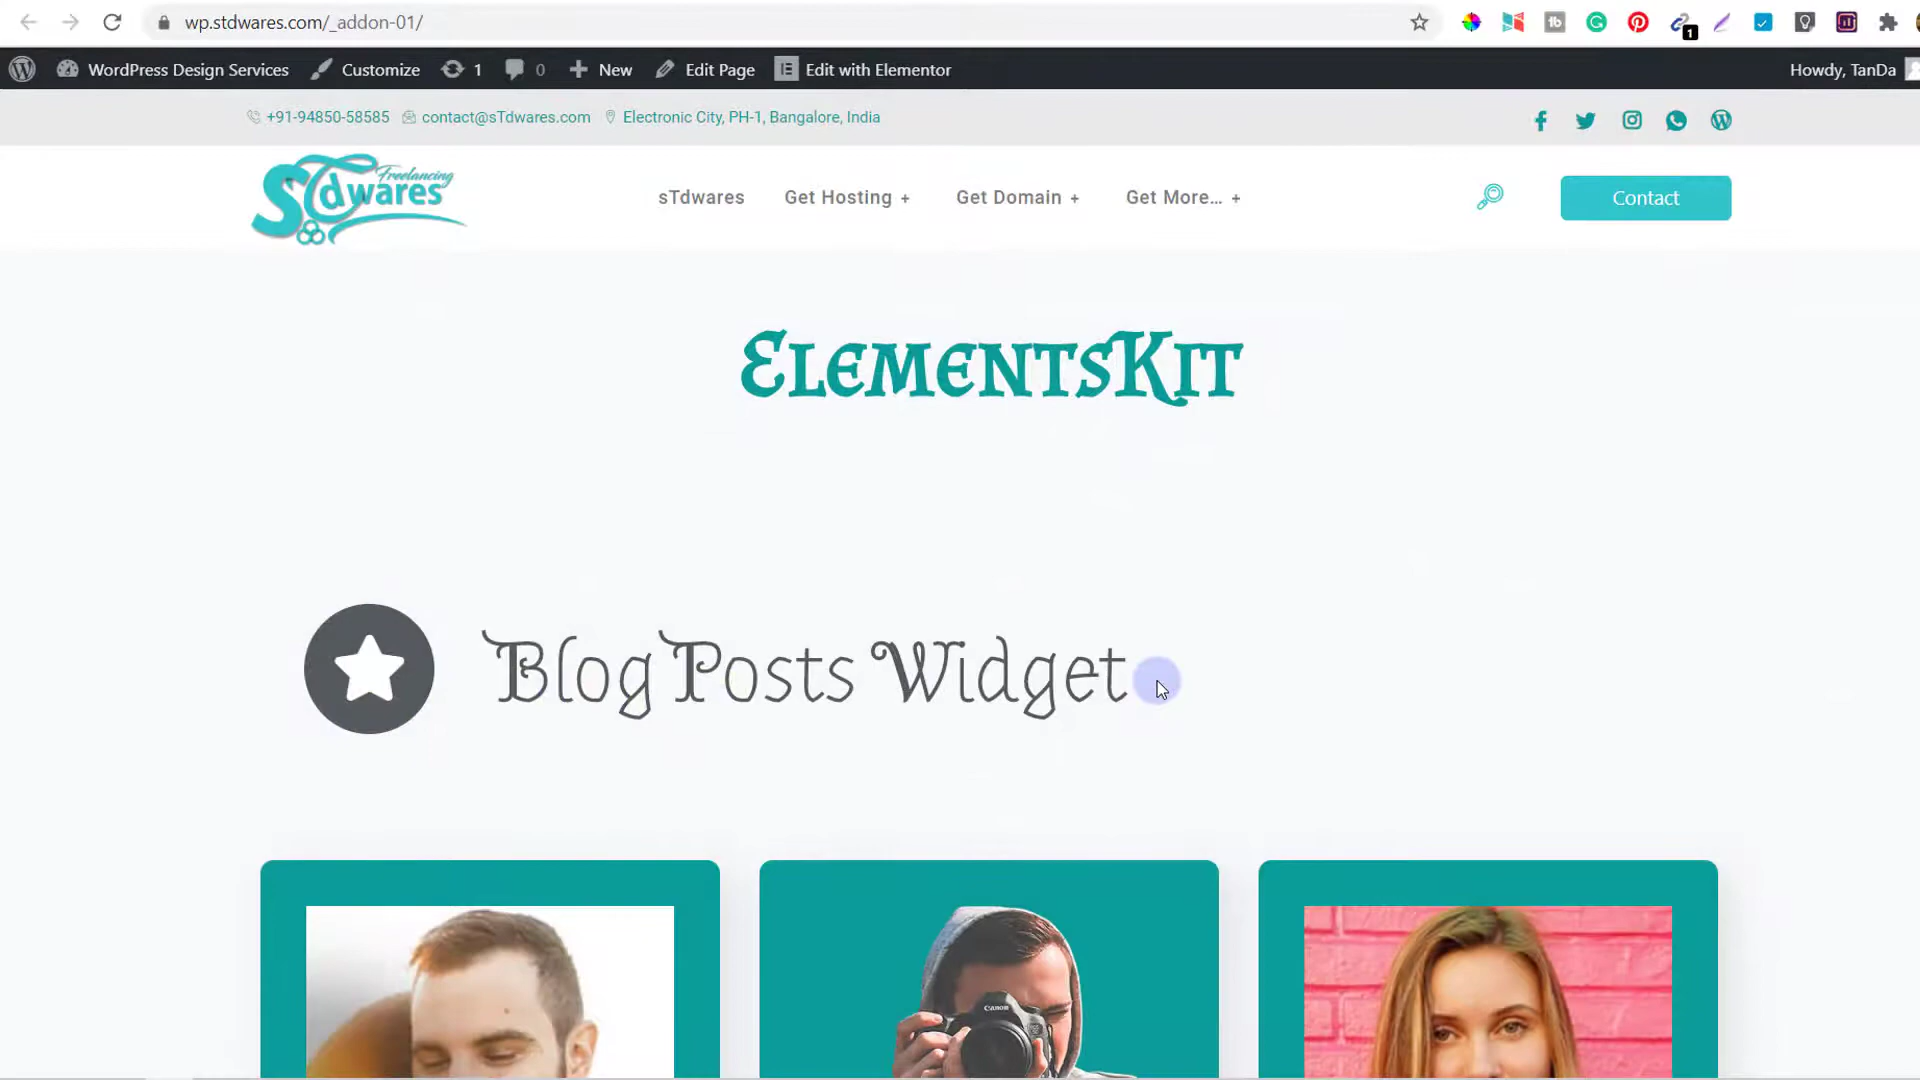 wp.stdwares.com/_addon-01/
1
WordPress Design Services Customize 1 0 New Edit Page Edit with Elementor Howdy, TanDa
+91-94850-58585 contact@sTdwares.com Electronic City, PH-1, Bangalore, India
Freelancing
sTdwares
sTdwares Get Hosting + Get Domain + Get More... + Contact
ElementsKit
Blog Posts Widget
Canon